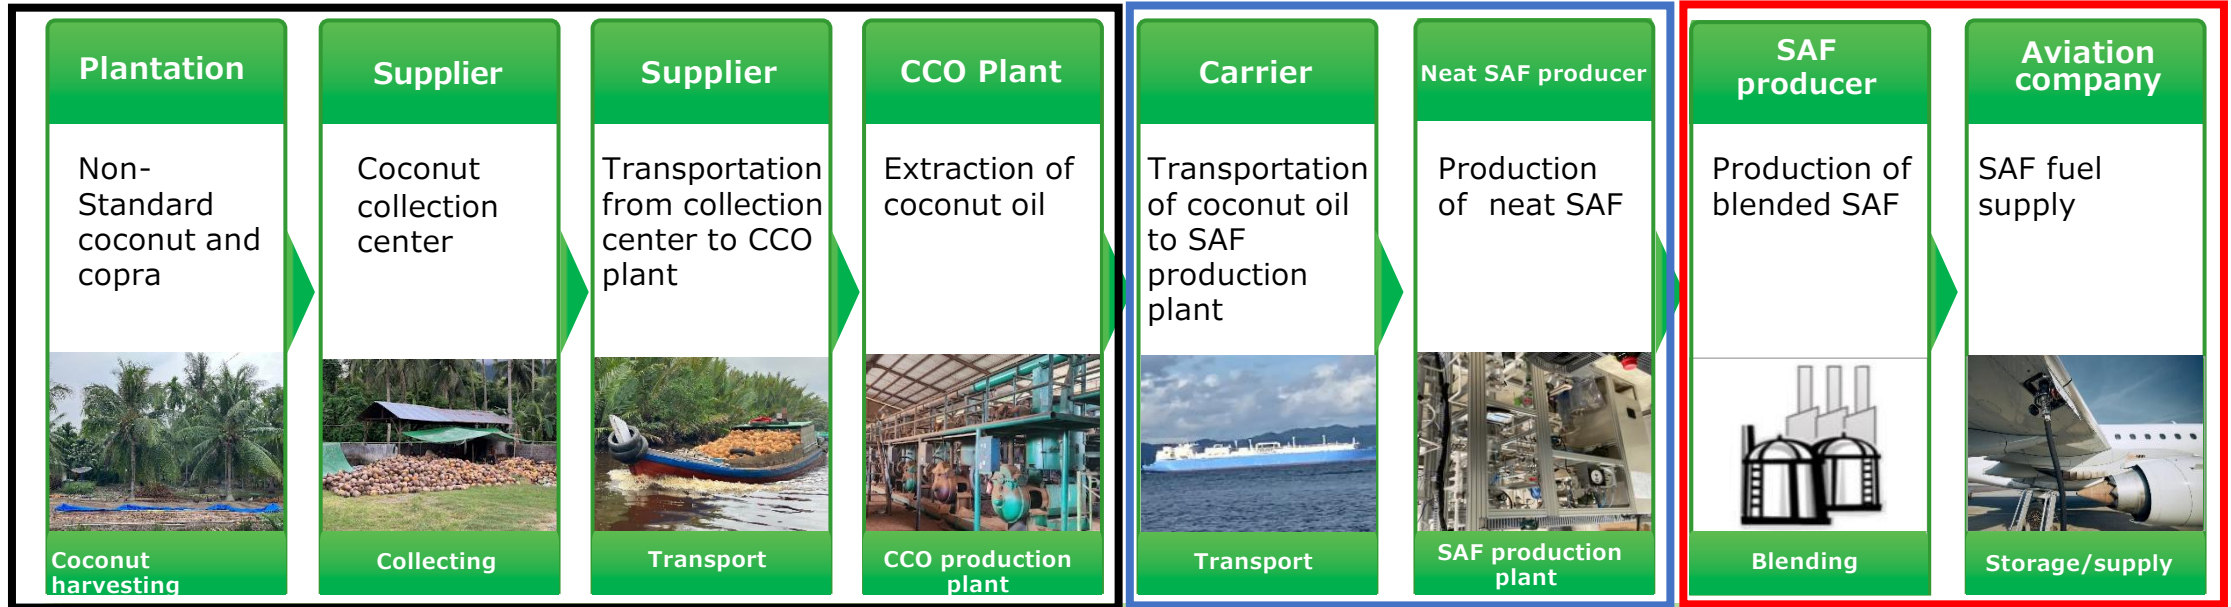 Plantation
Non-
Standard
coconut and
copra
Coconut
harvesting
Supplier
Coconut
collection
center
Collecting
Supplier
Transportation
from collection
center to CCO
plant
Transport
CCO Plant
Extraction of
coconut oil
CCO production
plant
Carrier
Transportation
of coconut oil
to SAF
production
plant
Transport
Neat SAF producer
Production
of neat SAF
SAF production
plant
SAF
producer
Production of
blended SAF
Blending
Aviation
company
SAF fuel
supply
Storage/supply